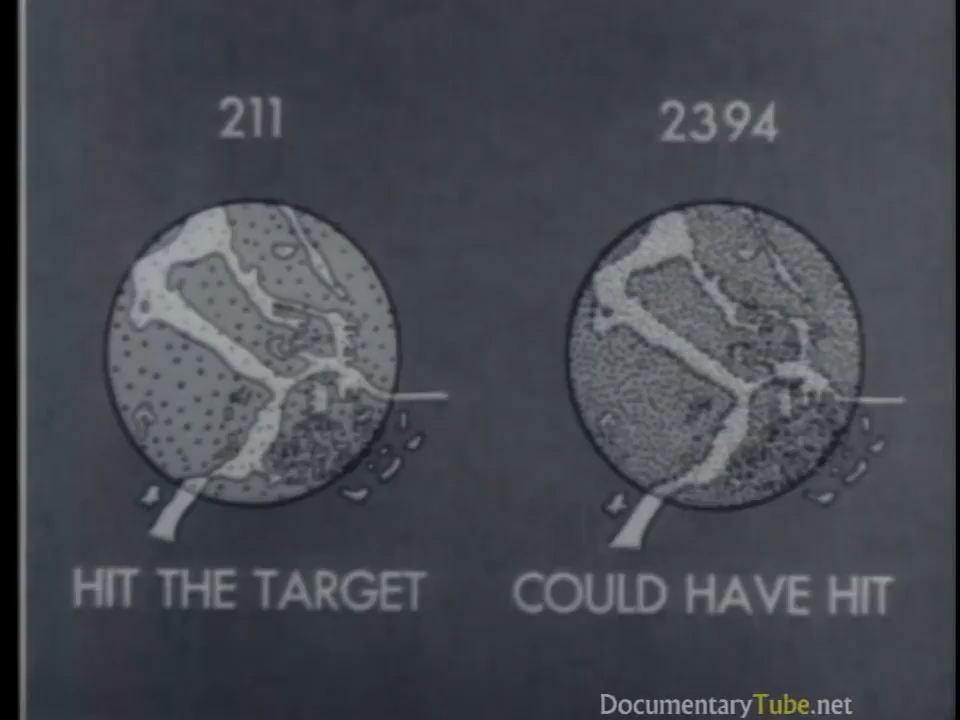 211
2394
HIT THE TARGET
COULD HAVE HIT
DocumentaryTube.net